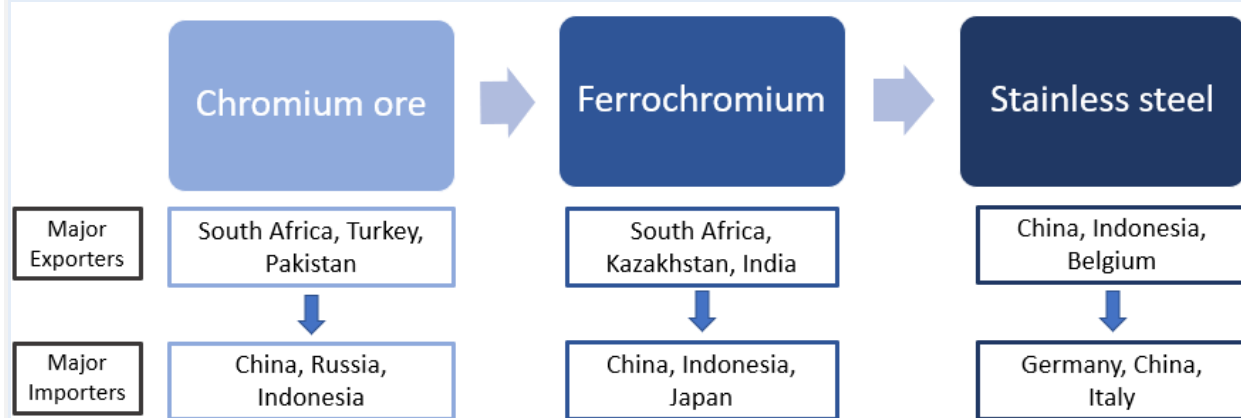 Chromium ore
Ferrochromium
Stainless steel
Major
Exporters
South Africa, Turkey,
Pakistan
South Africa,
Kazakhstan, India
China, Indonesia,
Belgium
Major
Importers
China, Russia,
Indonesia
China, Indonesia,
Japan
Germany, China,
Italy